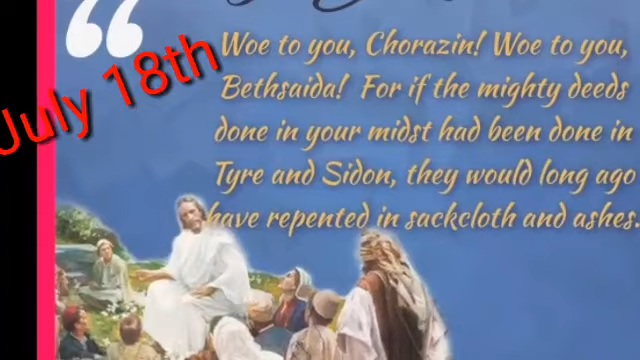 July 18th
Woe to you, Chorazin! Woe to you,
Bethsaida! For if the mighty deeds
done in your midst had been done in
Tyre and Sidon, they would long ago
have repented in sackcloth and ashes.